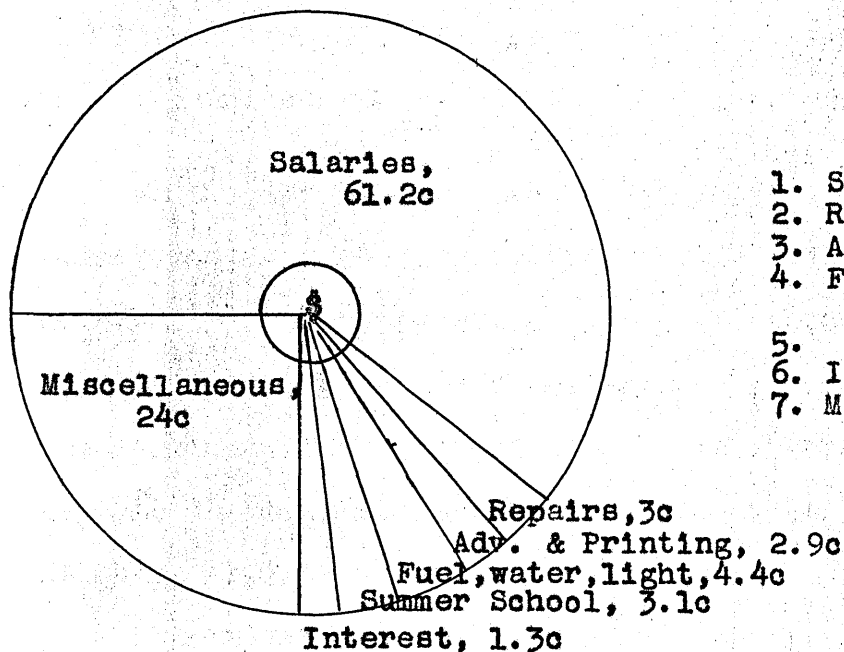 Salaries,
61.2c
$
Miscellaneous,
24c
Repairs,3c
Adv. & Printing, 2.9c
Fuel,water,light,4.4c
Summer School, 3.1c
Interest, 1.3c
1. S
2. R
3. A
4. F
5.
6. I
7. M